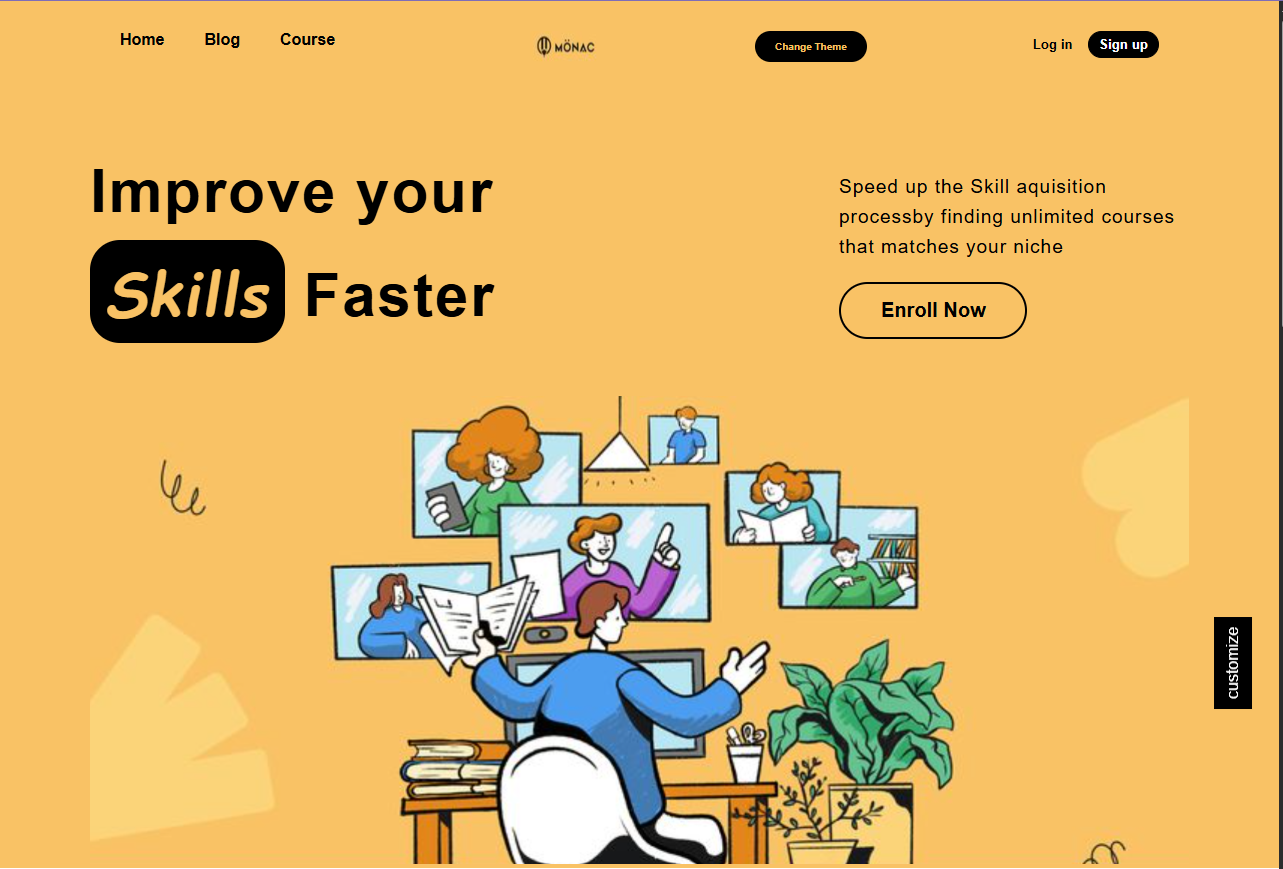 Home Blog Course MÖNAC Change Theme Log in Sign up
Improve your
Skills Faster
Speed up the Skill aquisition
processby finding unlimited courses
that matches your niche
Enroll Now
customize